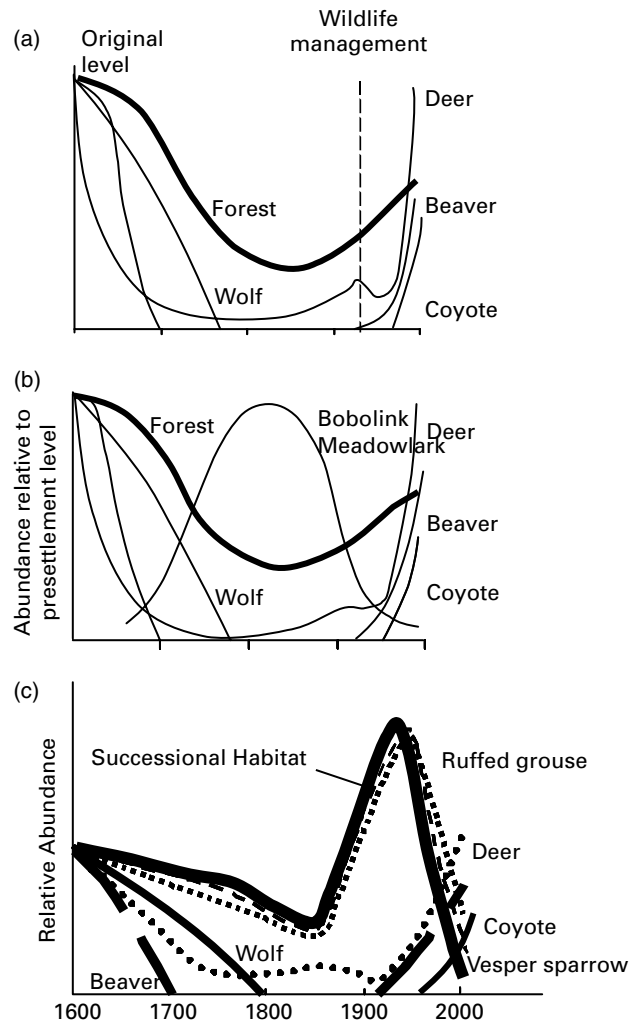 (a)
Original
level
Wildlife
management
Deer
Forest
Beaver
Wolf
Coyote
(b)
Abundance relative to
presettlement level
Forest
Bobolink
Meadowlark
Deer
Beaver
Wolf
Coyote
(c)
Relative Abundance
Successional Habitat
Ruffed grouse
Deer
Coyote
Wolf
Vesper sparrow
Beaver
1600 1700 1800 1900 2000